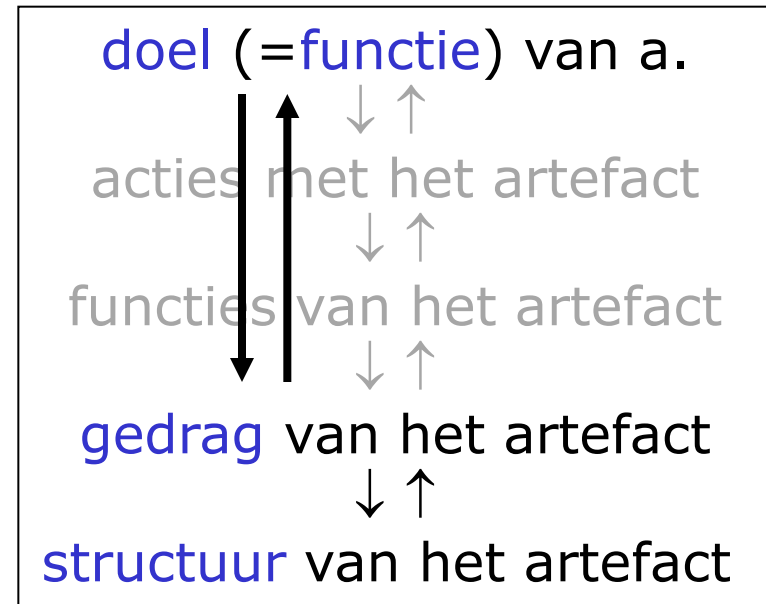 doel (=functie) van a.
↓ ↑
acties met het artefact
↓ ↑
functies van het artefact
↓ ↑
gedrag van het artefact
↓ ↑
structuur van het artefact